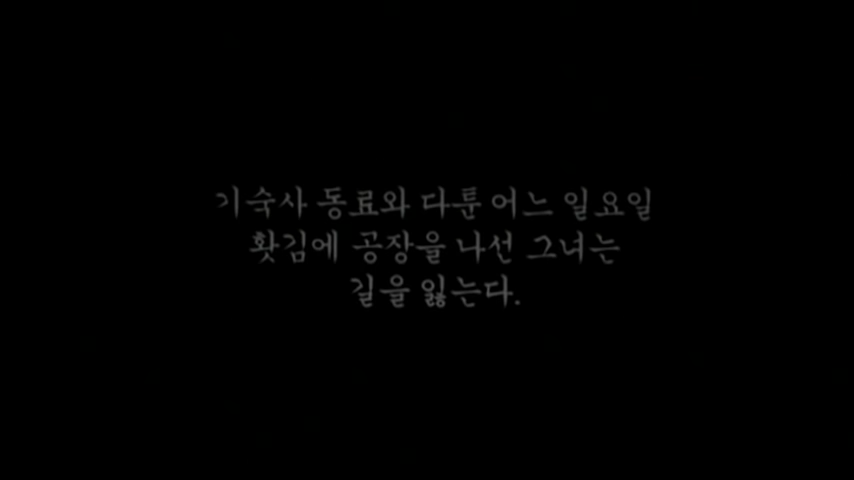 기숙사 동료와 다툰 어느 일요일
홧김에 공장을 나선 그녀는
길을 잃는다.